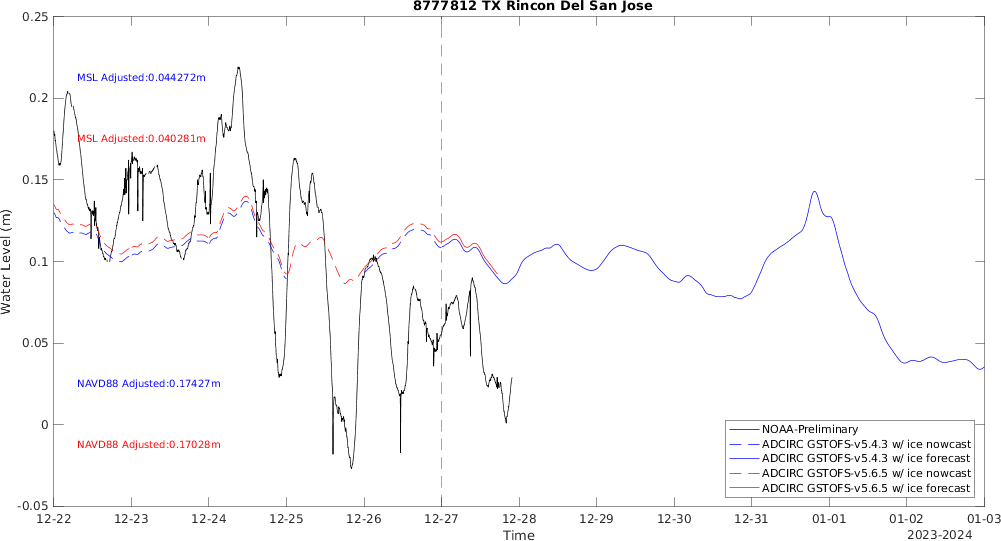 8777812 TX Rincon Del San Jose
0.25
0.2
0.15
0.1
0.05
0
-0.05
Water Level (m)
MSL Adjusted:0.044272m
MSL Adjusted:0.040281m
NAVD88 Adjusted:0.17427m
NAVD88 Adjusted:0.17028m
NOAA-Preliminary
ADCIRC GSTOFS-v5.4.3 w/ ice nowcast
ADCIRC GSTOFS-v5.4.3 w/ ice forecast
ADCIRC GSTOFS-v5.6.5 w/ ice nowcast
ADCIRC GSTOFS-v5.6.5 w/ ice forecast
12-22 12-23 12-24 12-25 12-26 12-27 12-28 12-29 12-30 12-31 01-01 01-02 01-03
Time
2023-2024